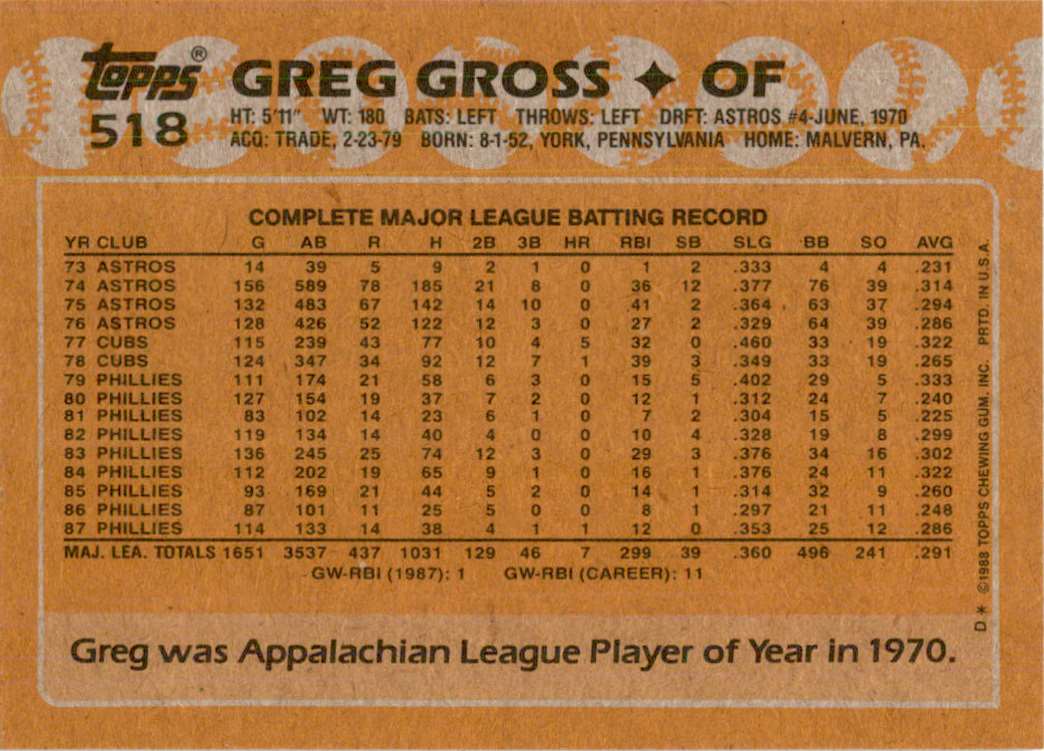 topps®
GREG GROSS ✦ OF
518
HT: 5'11" WT: 180 BATS: LEFT THROWS: LEFT DRFT: ASTROS #4-JUNE, 1970
ACQ: TRADE, 2-23-79 BORN: 8-1-52, YORK, PENNSYLVANIA HOME: MALVERN, PA.
COMPLETE MAJOR LEAGUE BATTING RECORD
YR CLUB G AB R H 2B 3B HR RBI SB SLG BB SO AVG
73 ASTROS 14 39 5 9 2 1 0 1 2 .333 4 4 .231
74 ASTROS 156 589 78 185 21 8 0 36 12 .377 76 39 .314
75 ASTROS 132 483 67 142 14 10 0 41 2 .364 63 37 .294
76 ASTROS 128 426 52 122 12 3 0 27 2 .329 64 39 .286
77 CUBS 115 239 43 77 10 4 5 32 0 .460 33 19 .322
78 CUBS 124 347 34 92 12 7 1 39 3 .349 33 19 .265
79 PHILLIES 111 174 21 58 6 3 0 15 5 .402 29 5 .333
80 PHILLIES 127 154 19 37 7 2 0 12 1 .312 24 7 .240
81 PHILLIES 83 102 14 23 6 1 0 7 2 .304 15 5 .225
82 PHILLIES 119 134 14 40 4 0 0 10 4 .328 19 8 .299
83 PHILLIES 136 245 25 74 12 3 0 29 3 .376 34 16 .302
84 PHILLIES 112 202 19 65 9 1 0 16 1 .376 24 11 .322
85 PHILLIES 93 169 21 44 5 2 0 14 1 .314 32 9 .260
86 PHILLIES 87 101 11 25 5 0 0 8 1 .297 21 11 .248
87 PHILLIES 114 133 14 38 4 1 1 12 0 .353 25 12 .286
MAJ. LEA. TOTALS 1651 3537 437 1031 129 46 7 299 39 .360 496 241 .291
GW-RBI (1987): 1 GW-RBI (CAREER): 11
Greg was Appalachian League Player of Year in 1970.
D * ©1988 TOPPS CHEWING GUM, INC. PRTD. IN U.S.A.